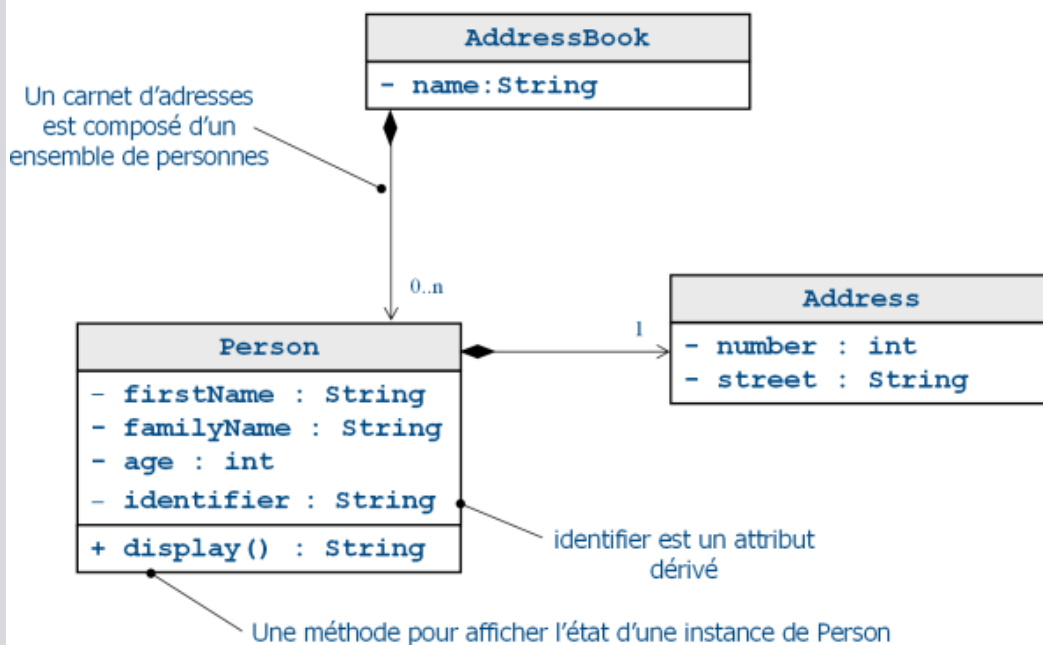 AddressBook
- name:String
Un carnet d'adresses
est composé d'un
ensemble de personnes
0..n
Person
- firstName : String
- familyName : String
- age : int
- identifier : String
+ display() : String
1
Address
- number : int
- street : String
identifier est un attribut
dérivé
Une méthode pour afficher l'état d'une instance de Person